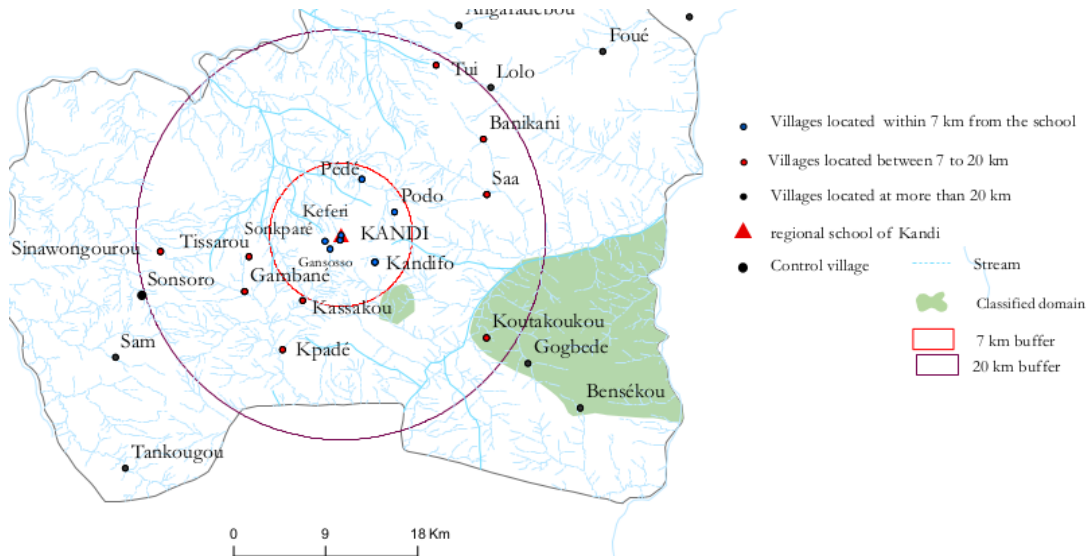 Angaradebou
Foué
Tui
Lolo
Banikani
Villages located within 7 km from the school
Pédé
Saa
Villages located between 7 to 20 km
Podo
Villages located at more than 20 km
Keferi
Sonkparé
KANDI
regional school of Kandi
Sinawongourou
Tissarou
Gansosso
Kandifo
Control village
Stream
Sonsoro
Gambané
Kassakou
Classified domain
Koutakoukou
7 km buffer
Sam
Kpadé
Gogbede
20 km buffer
Bensékou
Tankougou
0 9 18 Km